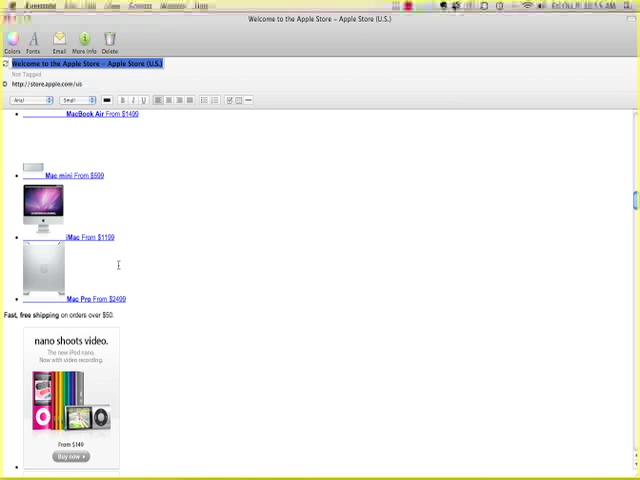 Welcome to the Apple Store – Apple Store (U.S.)
Colors Fonts Email More Info Delete
Welcome to the Apple Store – Apple Store (U.S.)
Not Tagged
http://store.apple.com/us
Arial Small B I U
MacBook Air From $1499
Mac mini From $599
iMac From $1199
Mac Pro From $2499
Fast, free shipping on orders over $50.
nano shoots video.
The new iPod nano.
Now with video recording.
From $149
Buy now